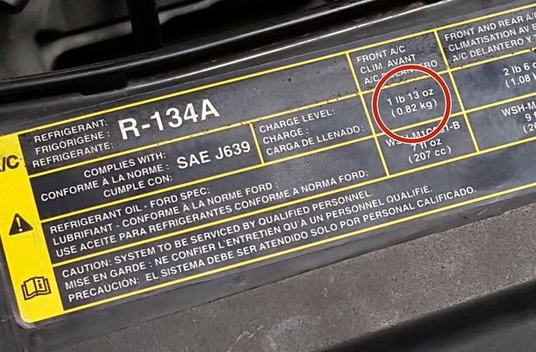 A/C
REFRIGERANT:
FRIGORIGENE:
REFRIGERANTE:
R-134A
COMPLIES WITH:
CONFORME À LA NORME :
CUMPLE CON:
SAE J639
CHARGE LEVEL:
CHARGE :
CARGA DE LLENADO:
FRONT A/C
CLIM. AVANT
A/C DELANTERO
1 lb 13 oz
(0.82 kg)
7 fl oz
(207 cc)
FRONT AND REAR A/C
CLIMATISATION AV
A/C DELANTERO Y
2 lb 6
(1.08
WSH-M
9
REFRIGERANT OIL - FORD SPEC:
LUBRIFIANT - CONFORME À LA NORME FORD :
USE ACEITE PARA REFRIGERANTES CONFORME A NORMA FORD:
CAUTION: SYSTEM TO BE SERVICED BY QUALIFIED PERSONNEL.
MISE EN GARDE : NE CONFIER L'ENTRETIEN QU'À UN PERSONNEL QUALIFIE.
PRECAUCIÓN: EL SISTEMA DEBE SER ATENDIDO SOLO POR PERSONAL CALIFICADO.